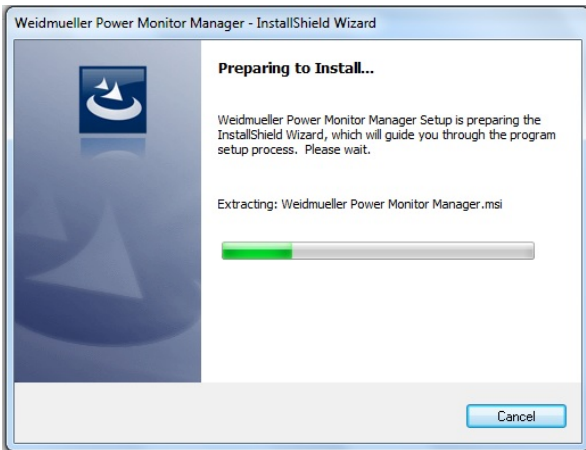 Weidmueller Power Monitor Manager - InstallShield Wizard
Preparing to Install...
Weidmueller Power Monitor Manager Setup is preparing the
InstallShield Wizard, which will guide you through the program
setup process. Please wait.
Extracting: Weidmueller Power Monitor Manager.msi
Cancel